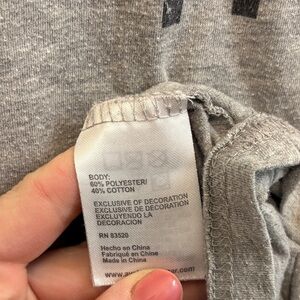 BODY:
60% POLYESTER/
40% COTTON
EXCLUSIVE OF DECORATION
EXCLUSIVE DE DECORATION
EXCLUYENDO LA
DECORACION
RN 83520
Hecho en China
Fabriqué en China
Made in China